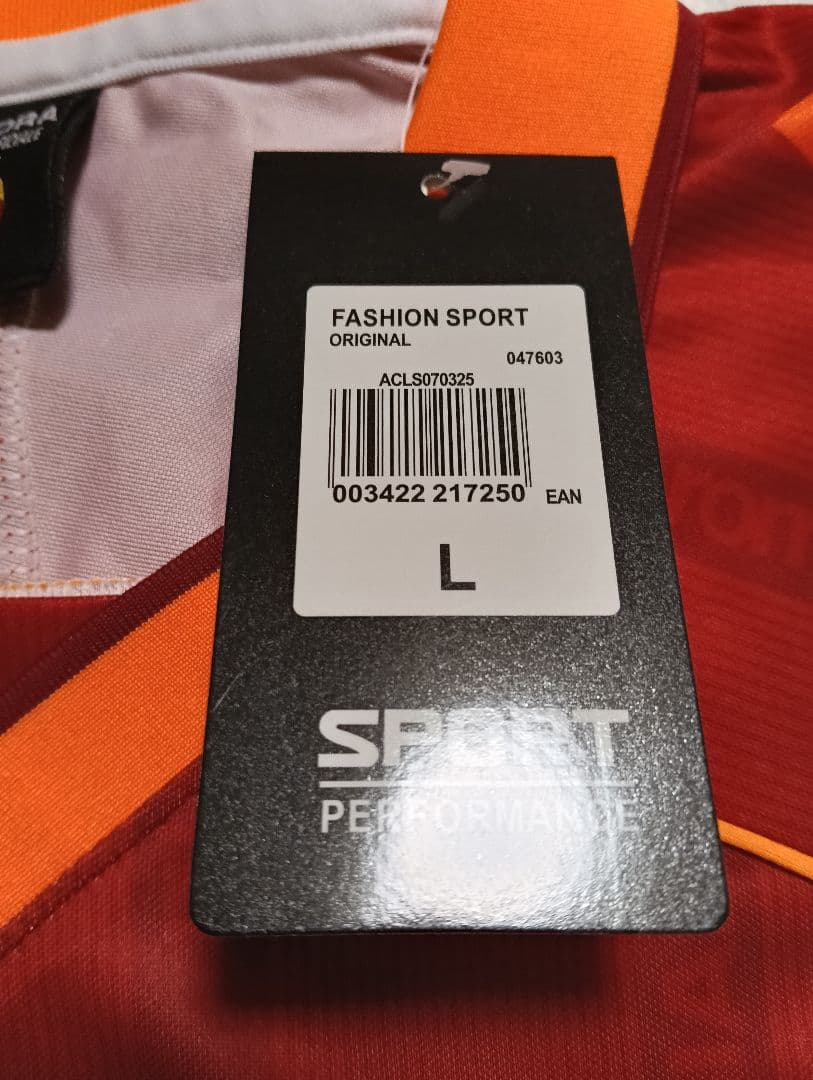 FASHION SPORT
ORIGINAL
047603
ACLS070325
003422 217250 EAN
L
SPORT
PERFORMANCE